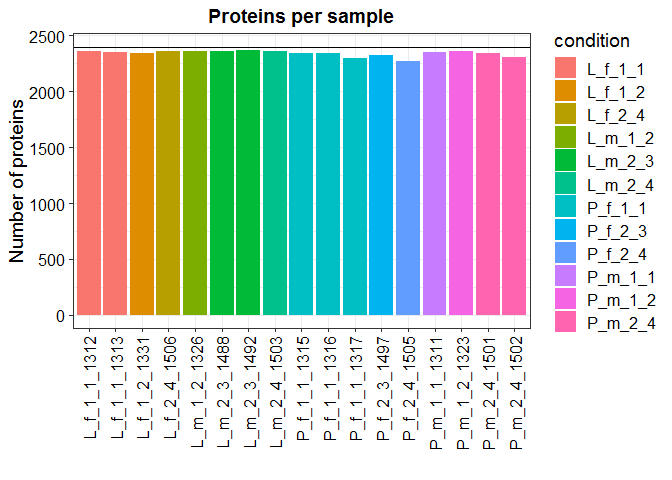 Proteins per sample
Number of proteins
2500
2000
1500
1000
500
0
L_f_1_1_1312
L_f_1_1_1313
L_f_1_2_1331
L_f_2_4_1506
L_m_1_2_1326
L_m_2_3_1488
L_m_2_3_1492
L_m_2_4_1503
P_f_1_1_1315
P_f_1_1_1316
P_f_1_1_1317
P_f_2_3_1497
P_f_2_4_1505
P_m_1_1_1311
P_m_1_2_1323
P_m_2_4_1501
P_m_2_4_1502
condition
L_f_1_1
L_f_1_2
L_f_2_4
L_m_1_2
L_m_2_3
L_m_2_4
P_f_1_1
P_f_2_3
P_f_2_4
P_m_1_1
P_m_1_2
P_m_2_4